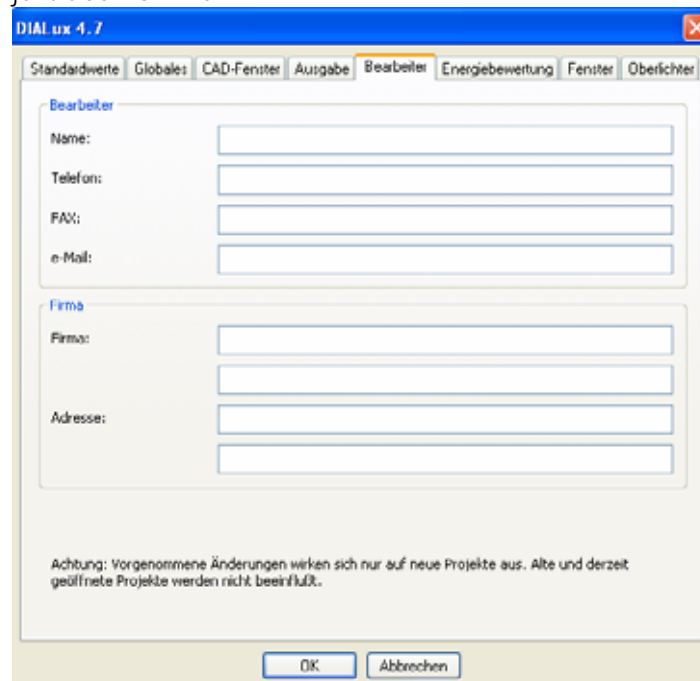 DIALux 4.7
Standardwerte Globales CAD-Fenster Ausgabe Bearbeiter Energiebewertung Fenster Oberlichter
Bearbeiter
Name:
Telefon:
FAX:
e-Mail:
Firma
Firma:
Adresse:
Achtung: Vorgenommene Änderungen wirken sich nur auf neue Projekte aus. Alte und derzeit
geöffnete Projekte werden nicht beeinflußt.
OK Abbrechen